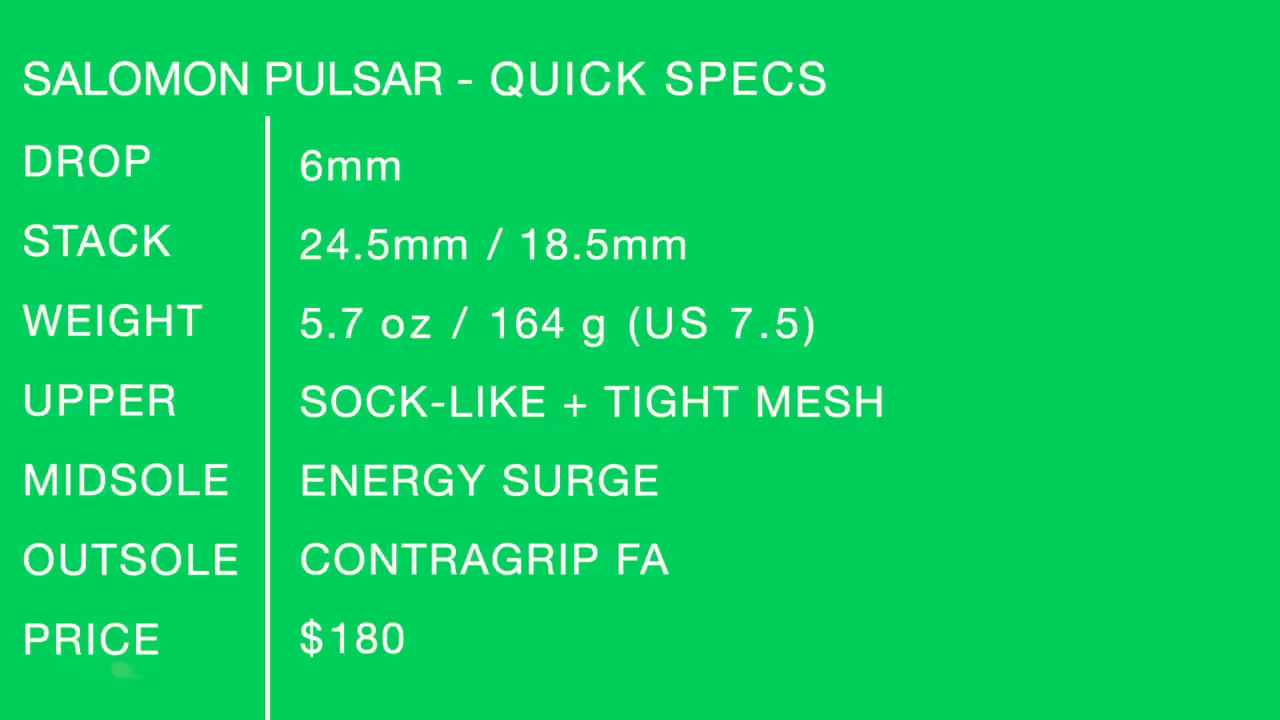 SALOMON PULSAR - QUICK SPECS
DROP 6mm
STACK 24.5mm / 18.5mm
WEIGHT 5.7 oz / 164 g (US 7.5)
UPPER SOCK-LIKE + TIGHT MESH
MIDSOLE ENERGY SURGE
OUTSOLE CONTRAGRIP FA
PRICE $180